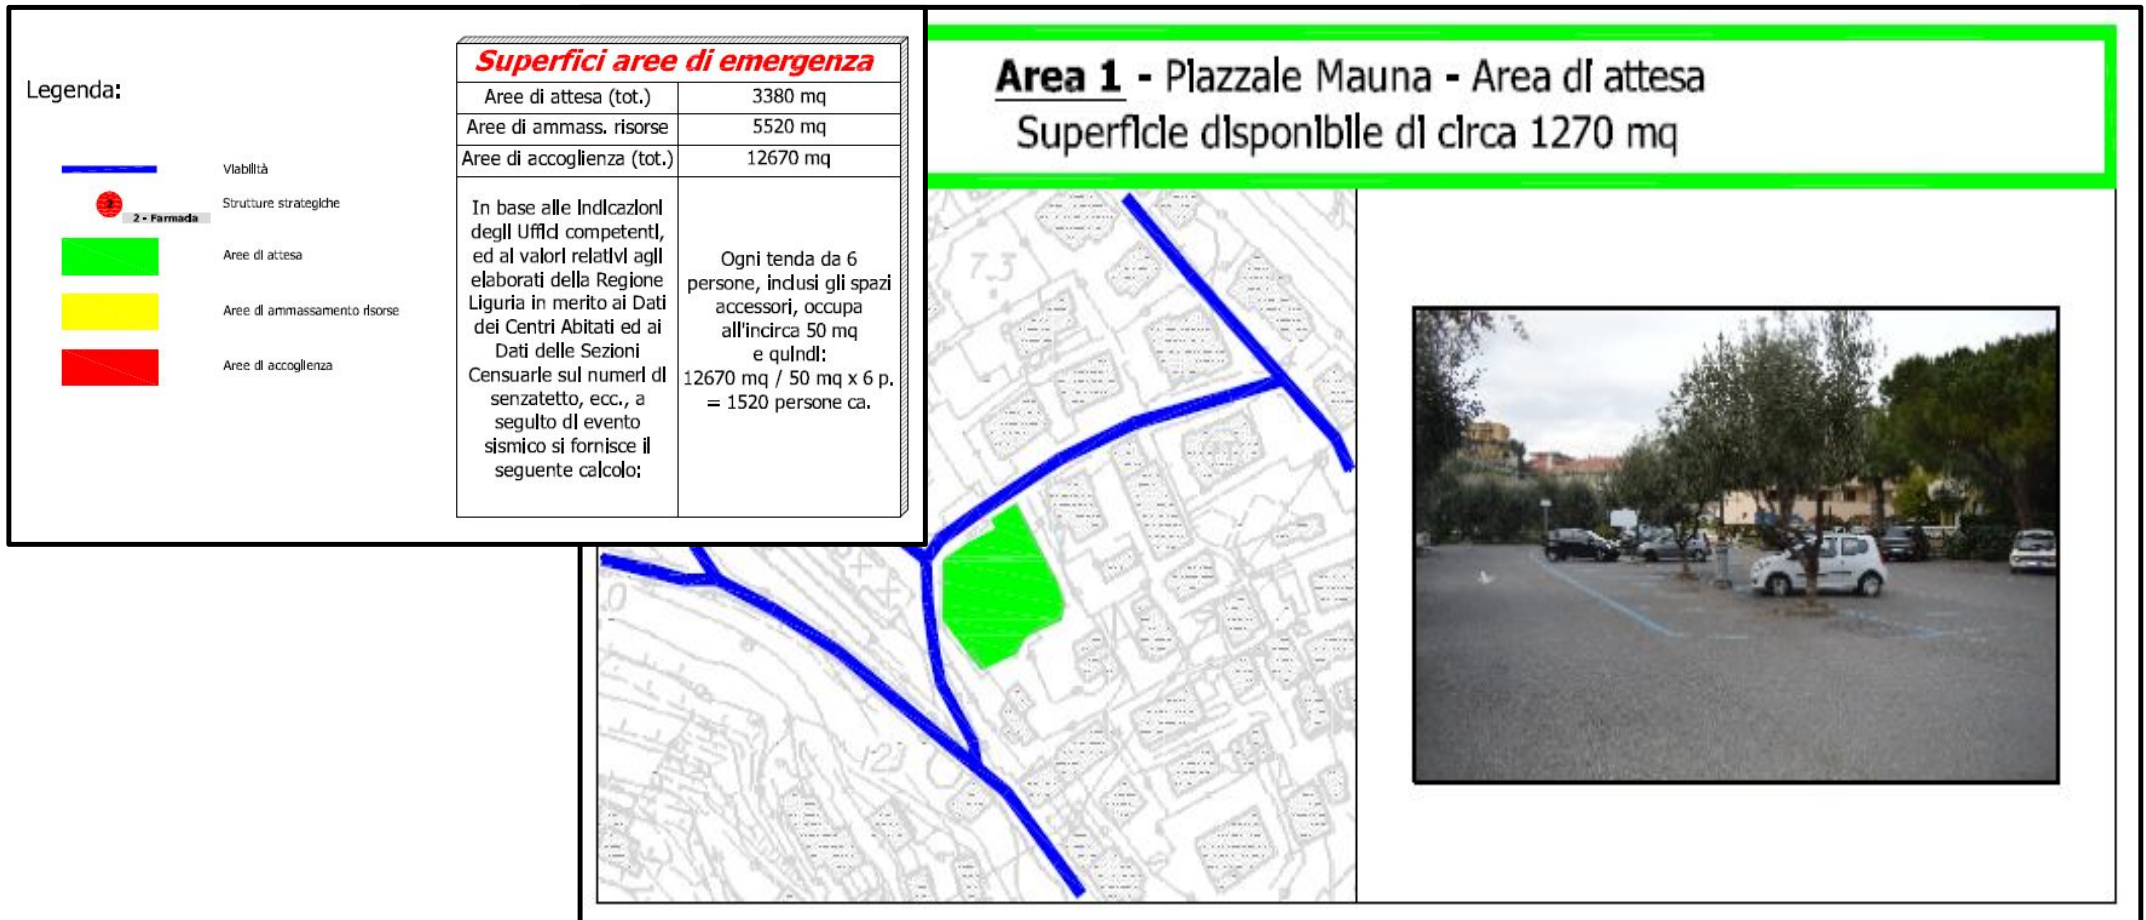 Legenda:
Viabilità
2
2 - Farmacia
Strutture strategiche
Aree di attesa
Aree di ammassamento risorse
Aree di accoglienza
Superfici aree di emergenza
Aree di attesa (tot.) 3380 mq
Aree di ammass. risorse 5520 mq
Aree di accoglienza (tot.) 12670 mq
In base alle indicazioni
degli Uffici competenti,
ed ai valori relativi agli
elaborati della Regione
Liguria in merito ai Dati
dei Centri Abitati ed ai
Dati delle Sezioni
Censuarie sui numeri di
senzatetto, ecc., a
seguito di evento
sismico si fornisce il
seguente calcolo:
Ogni tenda da 6
persone, inclusi gli spazi
accessori, occupa
all'incirca 50 mq
e quindi:
12670 mq / 50 mq x 6 p.
= 1520 persone ca.
Area 1 - Piazzale Mauna - Area di attesa
Superficie disponibile di circa 1270 mq
7.5